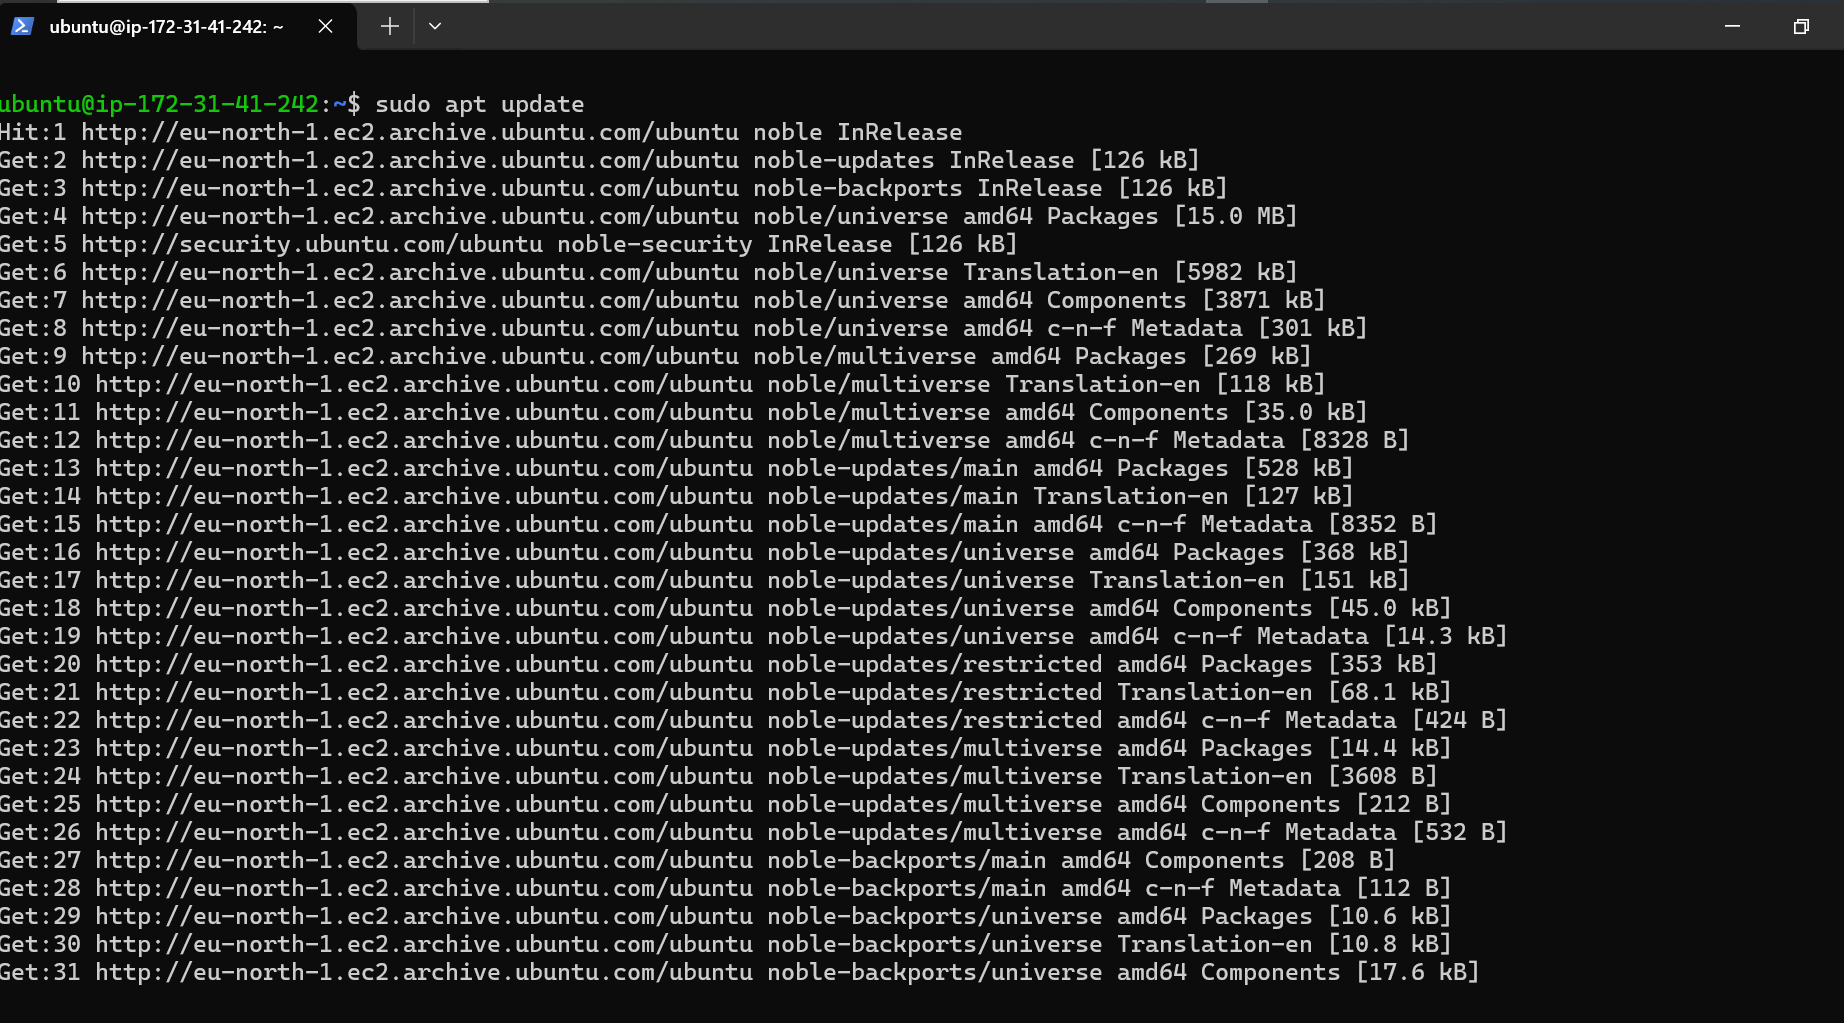 ubuntu@ip-172-31-41-242: ~
ubuntu@ip-172-31-41-242:~$ sudo apt update
Hit:1 http://eu-north-1.ec2.archive.ubuntu.com/ubuntu noble InRelease
Get:2 http://eu-north-1.ec2.archive.ubuntu.com/ubuntu noble-updates InRelease [126 kB]
Get:3 http://eu-north-1.ec2.archive.ubuntu.com/ubuntu noble-backports InRelease [126 kB]
Get:4 http://eu-north-1.ec2.archive.ubuntu.com/ubuntu noble/universe amd64 Packages [15.0 MB]
Get:5 http://security.ubuntu.com/ubuntu noble-security InRelease [126 kB]
Get:6 http://eu-north-1.ec2.archive.ubuntu.com/ubuntu noble/universe Translation-en [5982 kB]
Get:7 http://eu-north-1.ec2.archive.ubuntu.com/ubuntu noble/universe amd64 Components [3871 kB]
Get:8 http://eu-north-1.ec2.archive.ubuntu.com/ubuntu noble/universe amd64 c-n-f Metadata [301 kB]
Get:9 http://eu-north-1.ec2.archive.ubuntu.com/ubuntu noble/multiverse amd64 Packages [269 kB]
Get:10 http://eu-north-1.ec2.archive.ubuntu.com/ubuntu noble/multiverse Translation-en [118 kB]
Get:11 http://eu-north-1.ec2.archive.ubuntu.com/ubuntu noble/multiverse amd64 Components [35.0 kB]
Get:12 http://eu-north-1.ec2.archive.ubuntu.com/ubuntu noble/multiverse amd64 c-n-f Metadata [8328 B]
Get:13 http://eu-north-1.ec2.archive.ubuntu.com/ubuntu noble-updates/main amd64 Packages [528 kB]
Get:14 http://eu-north-1.ec2.archive.ubuntu.com/ubuntu noble-updates/main Translation-en [127 kB]
Get:15 http://eu-north-1.ec2.archive.ubuntu.com/ubuntu noble-updates/main amd64 c-n-f Metadata [8352 B]
Get:16 http://eu-north-1.ec2.archive.ubuntu.com/ubuntu noble-updates/universe amd64 Packages [368 kB]
Get:17 http://eu-north-1.ec2.archive.ubuntu.com/ubuntu noble-updates/universe Translation-en [151 kB]
Get:18 http://eu-north-1.ec2.archive.ubuntu.com/ubuntu noble-updates/universe amd64 Components [45.0 kB]
Get:19 http://eu-north-1.ec2.archive.ubuntu.com/ubuntu noble-updates/universe amd64 c-n-f Metadata [14.3 kB]
Get:20 http://eu-north-1.ec2.archive.ubuntu.com/ubuntu noble-updates/restricted amd64 Packages [353 kB]
Get:21 http://eu-north-1.ec2.archive.ubuntu.com/ubuntu noble-updates/restricted Translation-en [68.1 kB]
Get:22 http://eu-north-1.ec2.archive.ubuntu.com/ubuntu noble-updates/restricted amd64 c-n-f Metadata [424 B]
Get:23 http://eu-north-1.ec2.archive.ubuntu.com/ubuntu noble-updates/multiverse amd64 Packages [14.4 kB]
Get:24 http://eu-north-1.ec2.archive.ubuntu.com/ubuntu noble-updates/multiverse Translation-en [3608 B]
Get:25 http://eu-north-1.ec2.archive.ubuntu.com/ubuntu noble-updates/multiverse amd64 Components [212 B]
Get:26 http://eu-north-1.ec2.archive.ubuntu.com/ubuntu noble-updates/multiverse amd64 c-n-f Metadata [532 B]
Get:27 http://eu-north-1.ec2.archive.ubuntu.com/ubuntu noble-backports/main amd64 Components [208 B]
Get:28 http://eu-north-1.ec2.archive.ubuntu.com/ubuntu noble-backports/main amd64 c-n-f Metadata [112 B]
Get:29 http://eu-north-1.ec2.archive.ubuntu.com/ubuntu noble-backports/universe amd64 Packages [10.6 kB]
Get:30 http://eu-north-1.ec2.archive.ubuntu.com/ubuntu noble-backports/universe Translation-en [10.8 kB]
Get:31 http://eu-north-1.ec2.archive.ubuntu.com/ubuntu noble-backports/universe amd64 Components [17.6 kB]